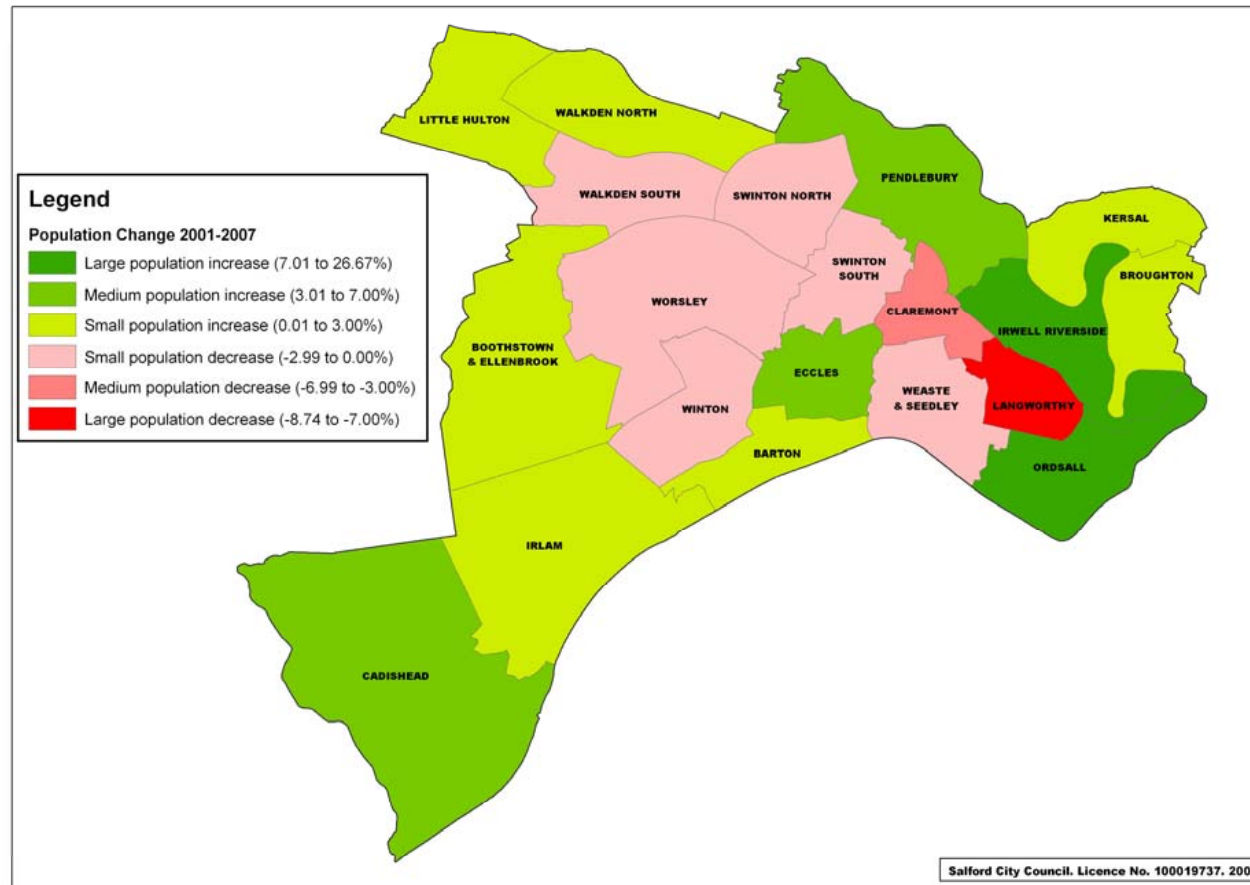 LITTLE HULTON
WALKDEN NORTH
WALKDEN SOUTH
SWINTON NORTH
PENDLEBURY
KERSAL
BROUGHTON
SWINTON
SOUTH
CLAREMONT
IRWELL RIVERSIDE
WORSLEY
BOOTHSTOWN
& ELLENBROOK
ECCLES
WEASTE
& SEEDLEY
LANGWORTHY
WINTON
BARTON
ORDSALL
IRLAM
CADISHEAD
Legend
Population Change 2001-2007
Large population increase (7.01 to 26.67%)
Medium population increase (3.01 to 7.00%)
Small population increase (0.01 to 3.00%)
Small population decrease (-2.99 to 0.00%)
Medium population decrease (-6.99 to -3.00%)
Large population decrease (-8.74 to -7.00%)
Salford City Council. Licence No. 100019737. 200